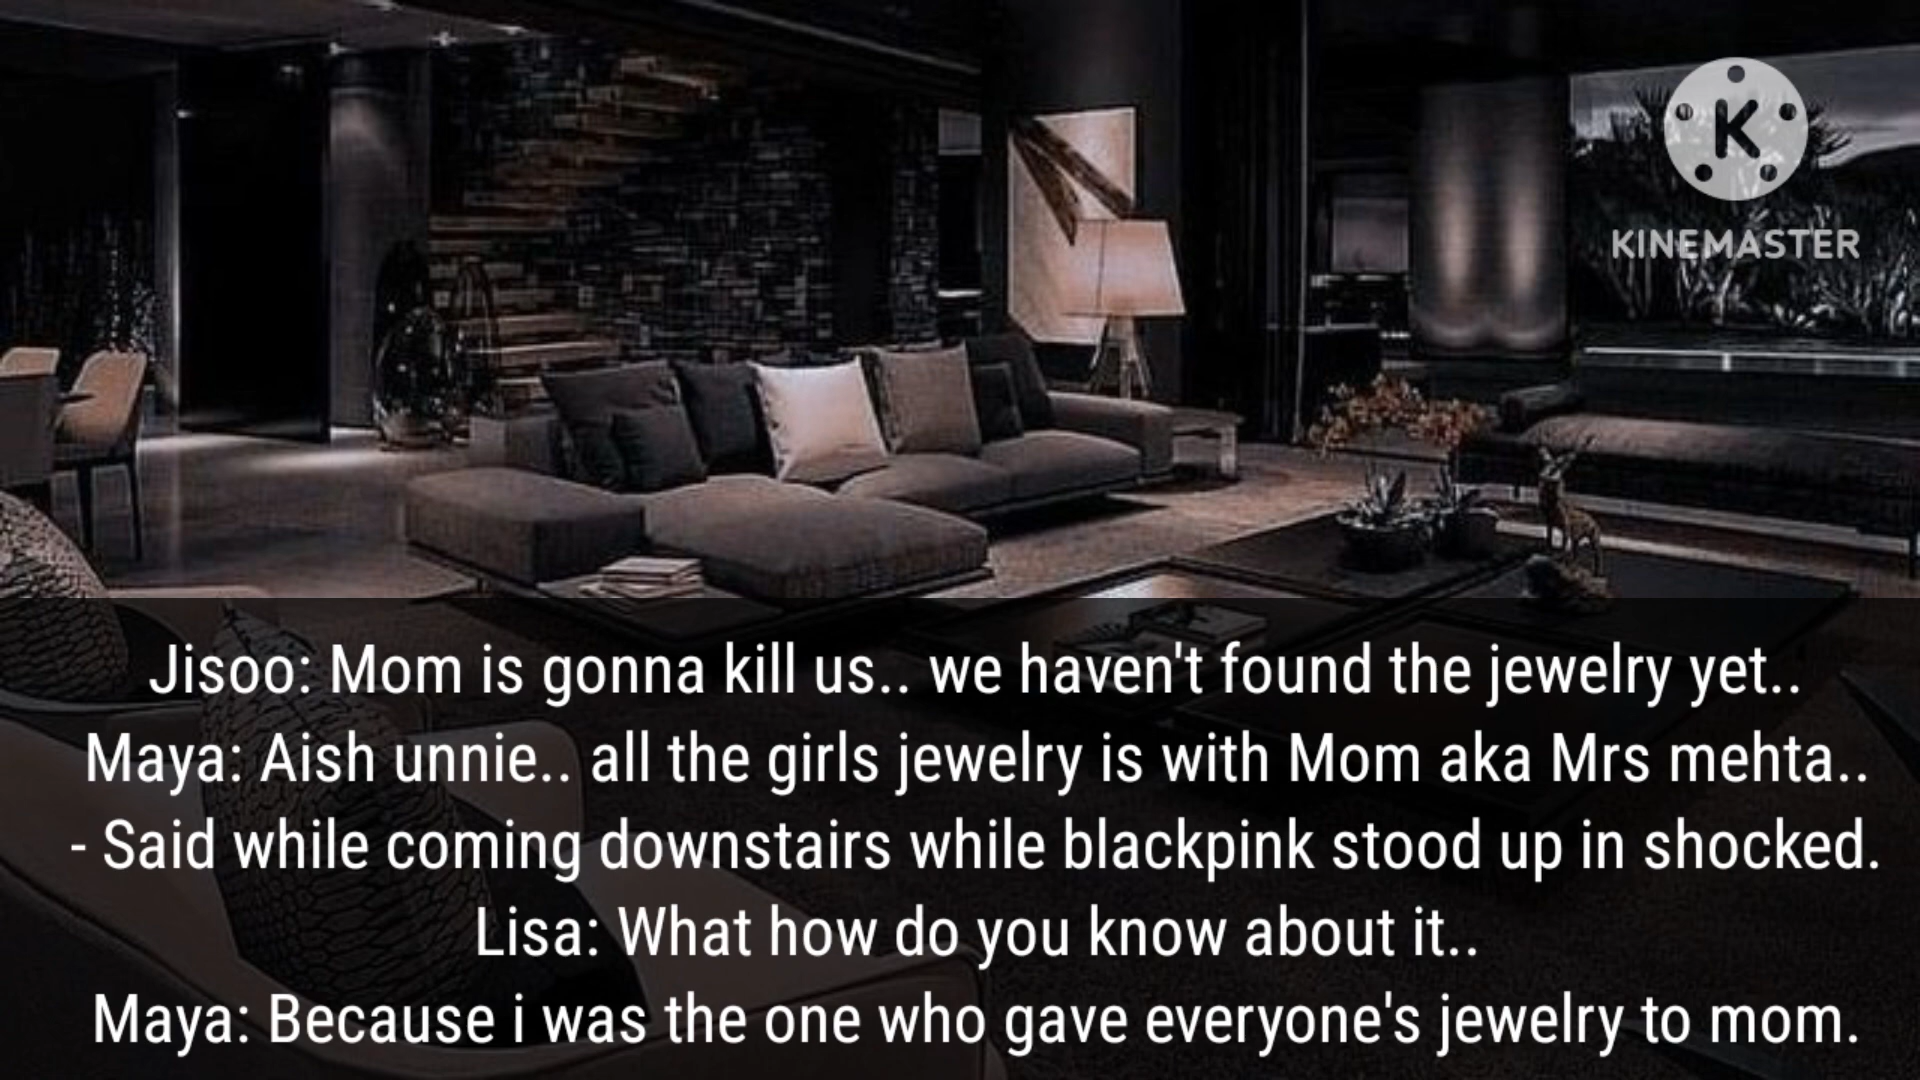 K
KINEMASTER
Jisoo: Mom is gonna kill us.. we haven't found the jewelry yet..
Maya: Aish unnie.. all the girls jewelry is with Mom aka Mrs mehta..
- Said while coming downstairs while blackpink stood up in shocked.
Lisa: What how do you know about it..
Maya: Because i was the one who gave everyone's jewelry to mom.